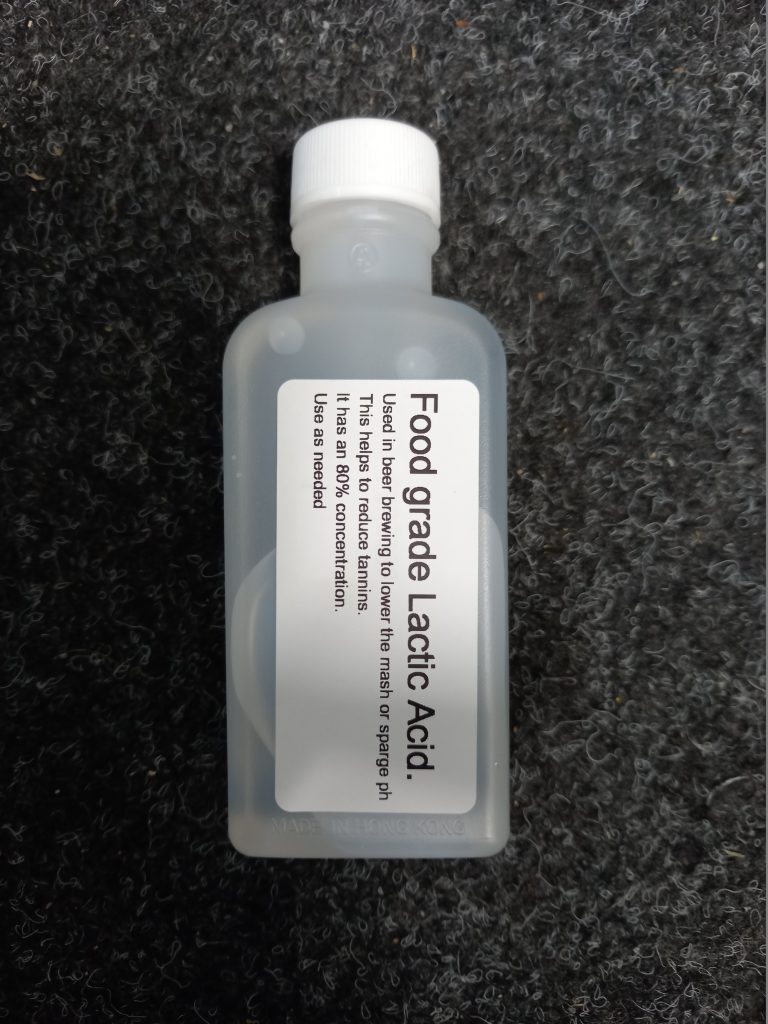 Food grade Lactic Acid.
Used in beer brewing to lower the mash or sparge ph
This helps to reduce tannins.
It has an 80% concentration.
Use as needed
MADE IN HONG KONG